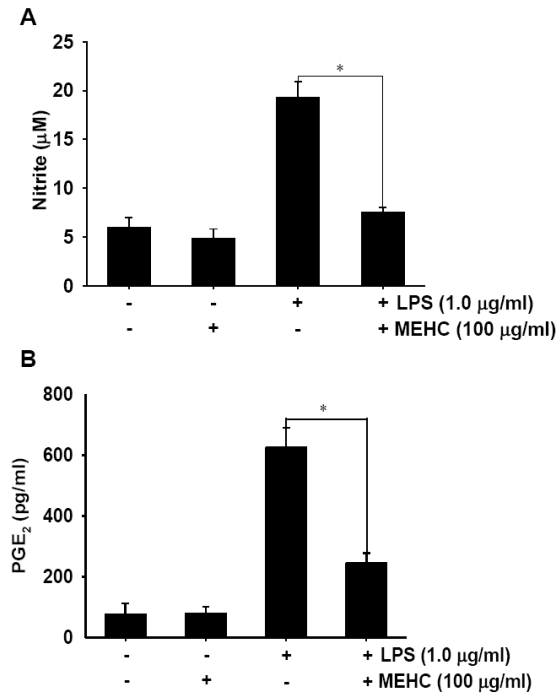 A
25
20
15
10
5
0
Nitrite (μM)
*
- - + + LPS (1.0 μg/ml)
- + - + MEHC (100 μg/ml)
B
800
600
400
200
0
PGE₂ (pg/ml)
*
- - + + LPS (1.0 μg/ml)
- + - + MEHC (100 μg/ml)